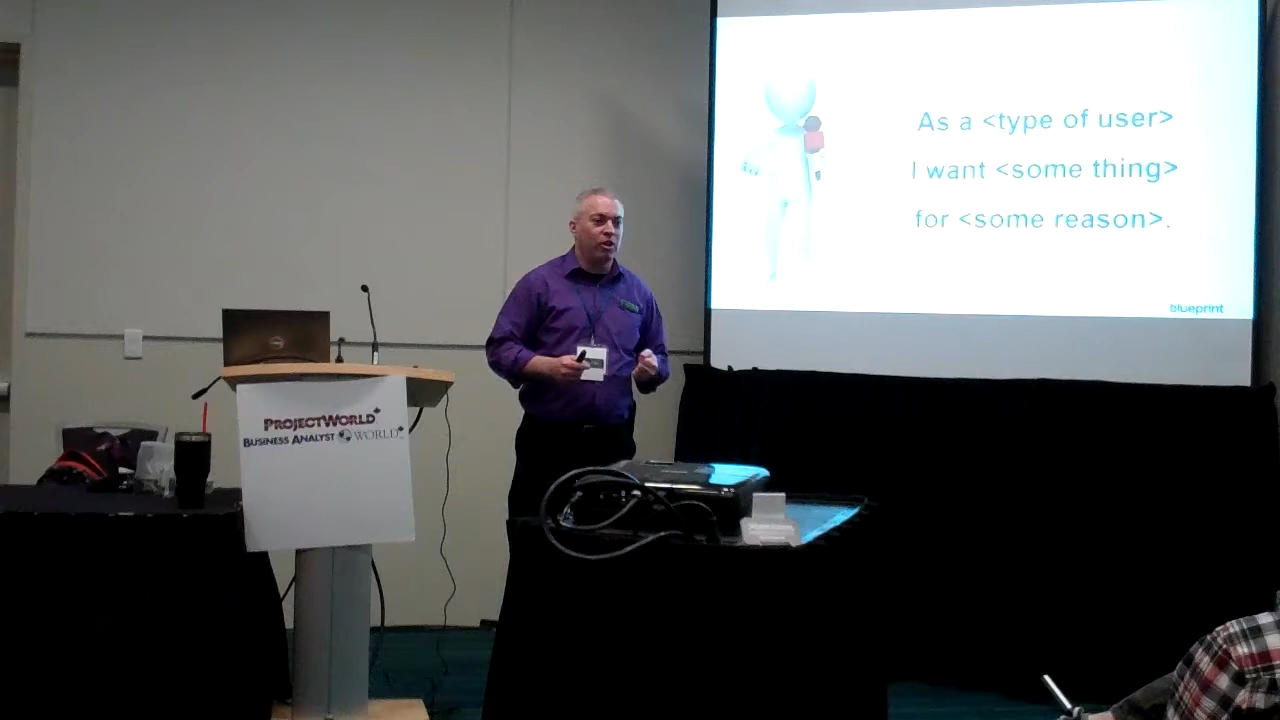 As a <type of user>
I want <some thing>
for <some reason>.
blueprint
PROJECTWORLD
BUSINESS ANALYST WORLD